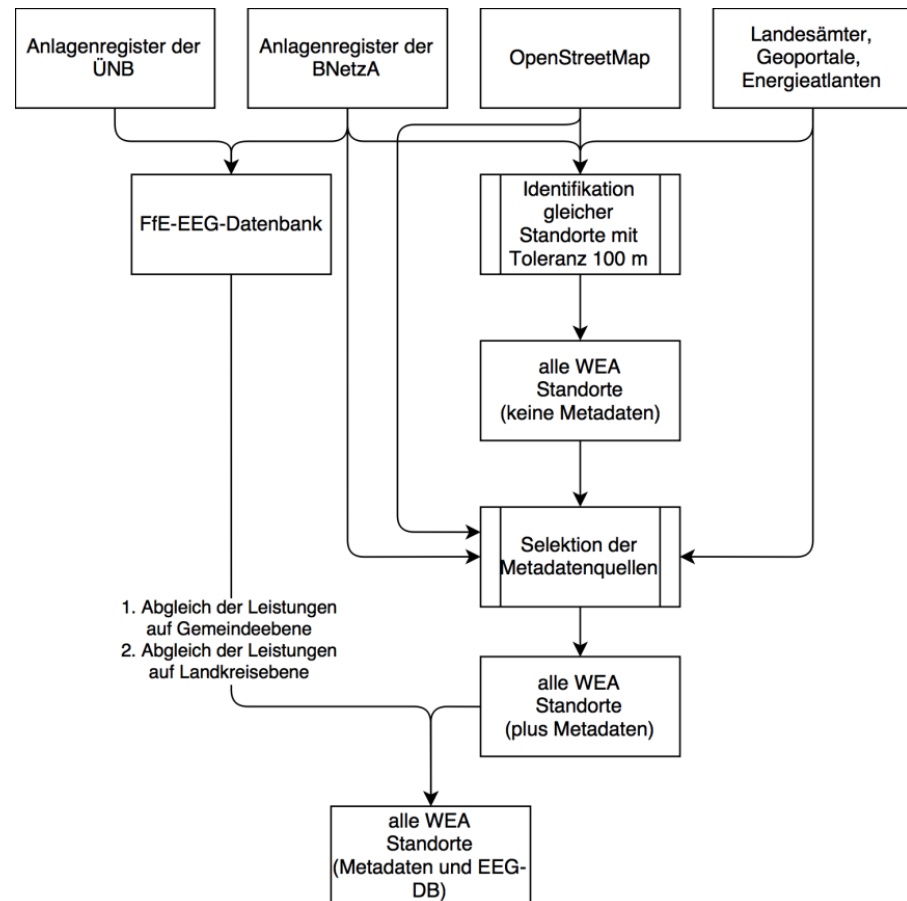 Anlagenregister der
ÜNB
Anlagenregister der
BNetzA
OpenStreetMap
Landesämter,
Geoportale,
Energieatlanten
FfE-EEG-Datenbank
Identifikation
gleicher
Standorte mit
Toleranz 100 m
alle WEA
Standorte
(keine Metadaten)
Selektion der
Metadatenquellen
1. Abgleich der Leistungen
auf Gemeindeebene
2. Abgleich der Leistungen
auf Landkreisebene
alle WEA
Standorte
(plus Metadaten)
alle WEA
Standorte
(Metadaten und EEG-
DB)